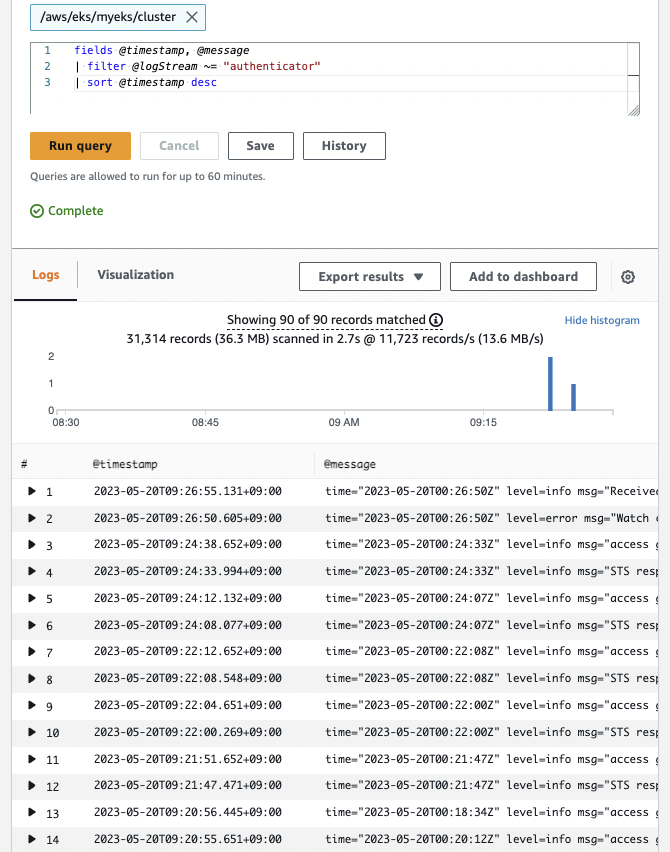 /aws/eks/myeks/cluster
1 fields @timestamp, @message
2 | filter @logStream ~= "authenticator"
3 | sort @timestamp desc
Run query Cancel Save History
Queries are allowed to run for up to 60 minutes.
Complete
Logs Visualization Export results Add to dashboard
Showing 90 of 90 records matched
Hide histogram
31,314 records (36.3 MB) scanned in 2.7s @ 11,723 records/s (13.6 MB/s)
2
1
0
08:30 08:45 09 AM 09:15
# @timestamp @message
1 2023-05-20T09:26:55.131+09:00 time="2023-05-20T00:26:50Z" level=info msg="Received
2 2023-05-20T09:26:50.605+09:00 time="2023-05-20T00:26:50Z" level=error msg="Watch
3 2023-05-20T09:24:38.652+09:00 time="2023-05-20T00:24:33Z" level=info msg="access
4 2023-05-20T09:24:33.994+09:00 time="2023-05-20T00:24:33Z" level=info msg="STS resp
5 2023-05-20T09:24:12.132+09:00 time="2023-05-20T00:24:07Z" level=info msg="access
6 2023-05-20T09:24:08.077+09:00 time="2023-05-20T00:24:07Z" level=info msg="STS resp
7 2023-05-20T09:22:12.652+09:00 time="2023-05-20T00:22:08Z" level=info msg="access
8 2023-05-20T09:22:08.548+09:00 time="2023-05-20T00:22:08Z" level=info msg="STS resp
9 2023-05-20T09:22:04.651+09:00 time="2023-05-20T00:22:00Z" level=info msg="access
10 2023-05-20T09:22:00.269+09:00 time="2023-05-20T00:22:00Z" level=info msg="STS resp
11 2023-05-20T09:21:51.652+09:00 time="2023-05-20T00:21:47Z" level=info msg="access
12 2023-05-20T09:21:47.471+09:00 time="2023-05-20T00:21:47Z" level=info msg="STS resp
13 2023-05-20T09:20:56.445+09:00 time="2023-05-20T00:18:34Z" level=info msg="access
14 2023-05-20T09:20:55.651+09:00 time="2023-05-20T00:20:12Z" level=info msg="access